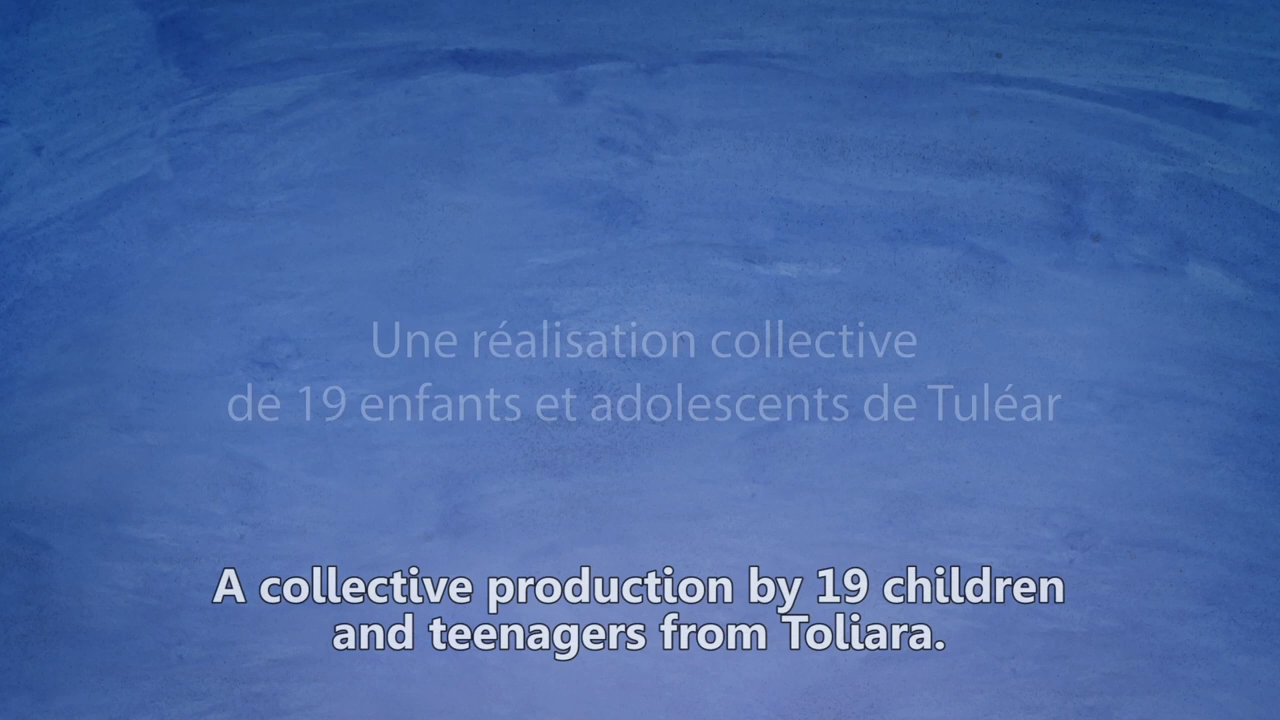 Une réalisation collective
de 19 enfants et adolescents de Tuléar
A collective production by 19 children
and teenagers from Toliara.